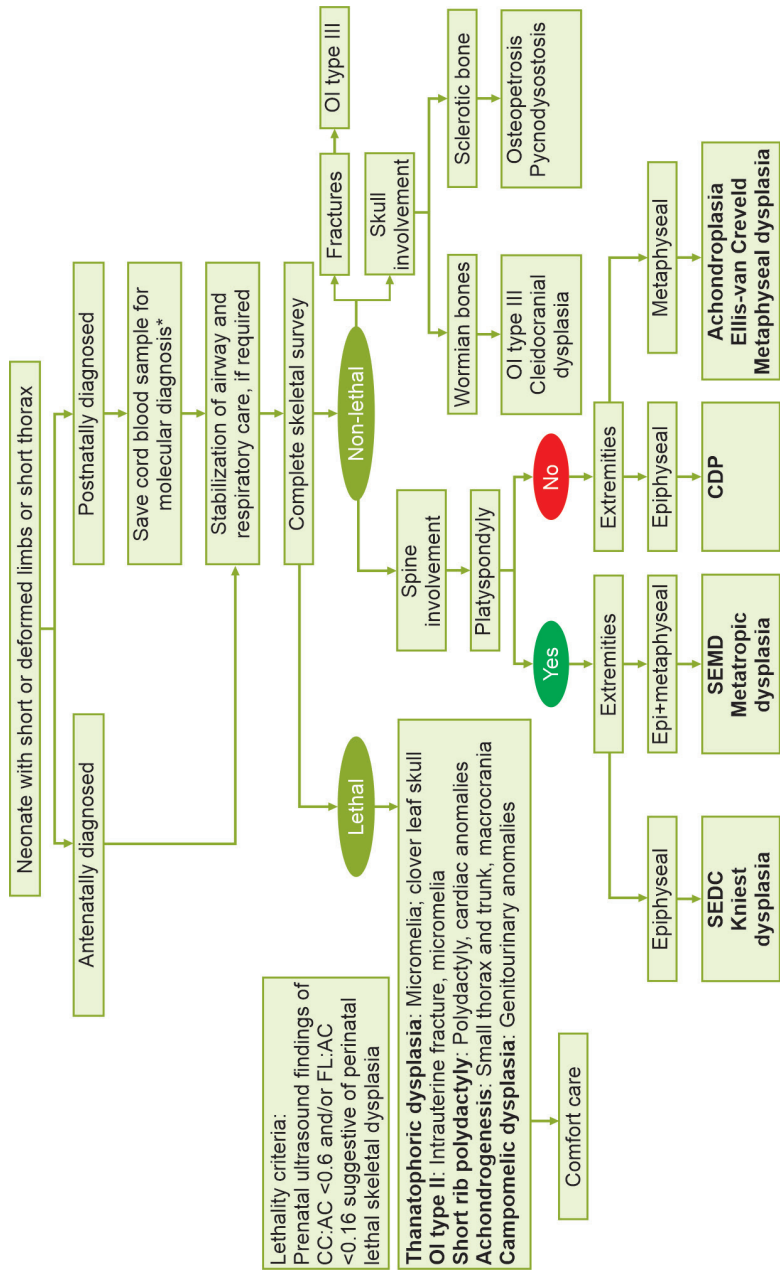 Neonate with short or deformed limbs or short thorax
Antenatally diagnosed
Postnatally diagnosed
Save cord blood sample for
molecular diagnosis*
Stabilization of airway and
respiratory care, if required
Complete skeletal survey
Lethality criteria:
Prenatal ultrasound findings of
CC:AC <0.6 and/or FL:AC
<0.16 suggestive of perinatal
lethal skeletal dysplasia
Lethal
Non-lethal
Fractures
OI type III
Skull
involvement
Wormian bones
Sclerotic bone
OI type III
Cleidocranial
dysplasia
Osteopetrosis
Pycnodysostosis
Thanatophoric dysplasia: Micromelia; clover leaf skull
OI type II: Intrauterine fracture, micromelia
Short rib polydactyly: Polydactyly, cardiac anomalies
Achondrogenesis: Small thorax and trunk, macrocrania
Campomelic dysplasia: Genitourinary anomalies
Comfort care
Spine
involvement
Platyspondyly
Yes
No
Extremities
Extremities
Epiphyseal
Epi+metaphyseal
Epiphyseal
Metaphyseal
SEDC
Kniest
dysplasia
SEMD
Metatropic
dysplasia
CDP
Achondroplasia
Ellis-van Creveld
Metaphyseal dysplasia